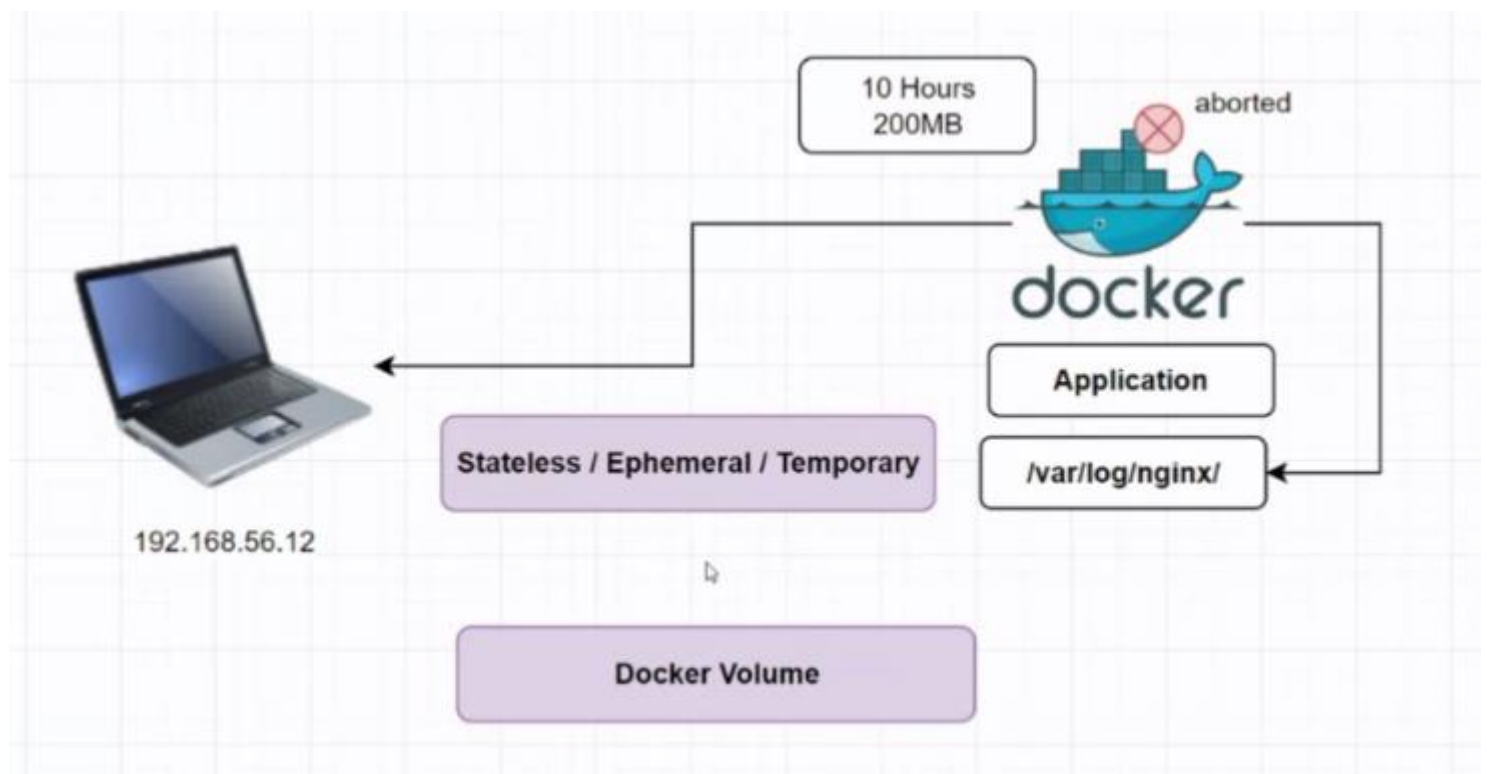 10 Hours
200MB
aborted
docker
Application
Stateless / Ephemeral / Temporary
/var/log/nginx/
192.168.56.12
Docker Volume